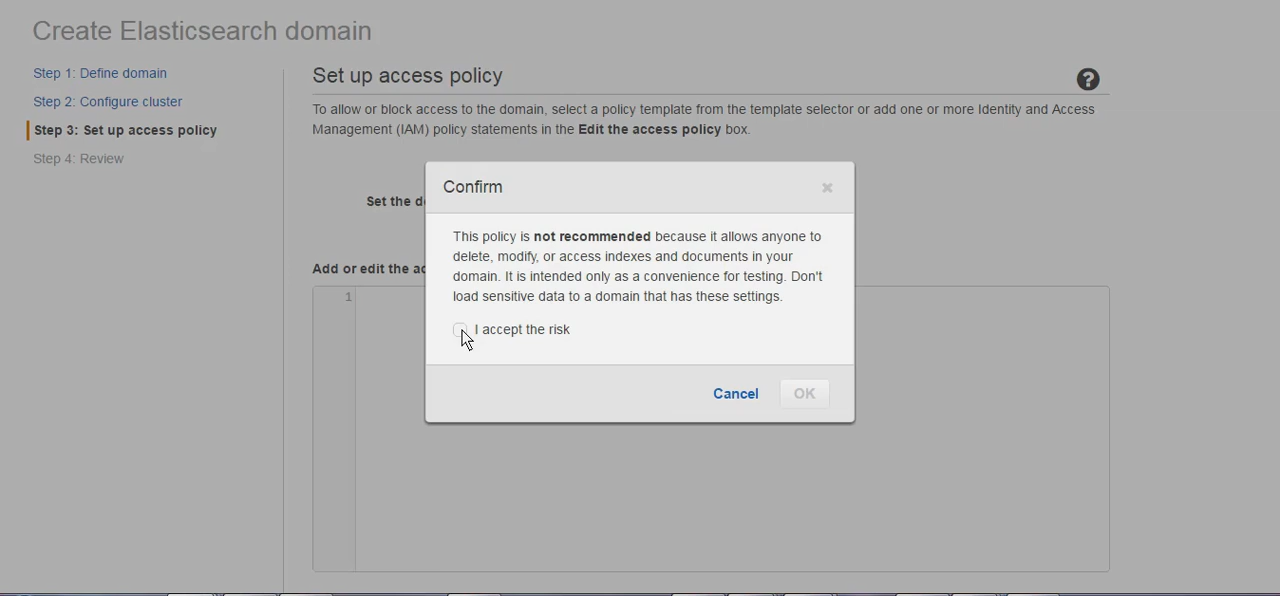 Create Elasticsearch domain
Step 1: Define domain
Step 2: Configure cluster
Step 3: Set up access policy
Step 4: Review
Set up access policy
?
To allow or block access to the domain, select a policy template from the template selector or add one or more Identity and Access
Management (IAM) policy statements in the Edit the access policy box.
Set the d
Add or edit the ac
1
Confirm
×
This policy is not recommended because it allows anyone to
delete, modify, or access indexes and documents in your
domain. It is intended only as a convenience for testing. Don't
load sensitive data to a domain that has these settings.
I accept the risk
Cancel
OK